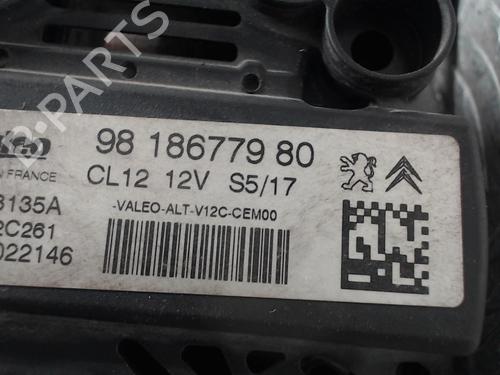 98 186779 80
N FRANCE
CL12 12V S5/17
3135A
-VALEO-ALT-V12C-CEM00
2C261
022146
B-PARTS